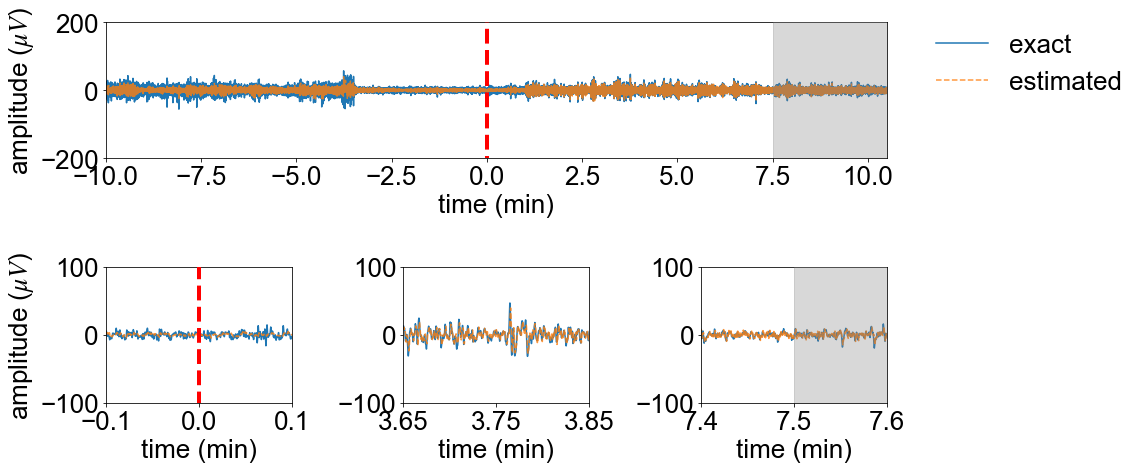 amplitude (μV)
200
0
−200
−10.0 −7.5 −5.0 −2.5 0.0 2.5 5.0 7.5 10.0
time (min)
exact
estimated
amplitude (μV)
100
0
−100
−0.1 0.0 0.1
time (min)
100
0
−100
3.65 3.75 3.85
time (min)
100
0
−100
7.4 7.5 7.6
time (min)